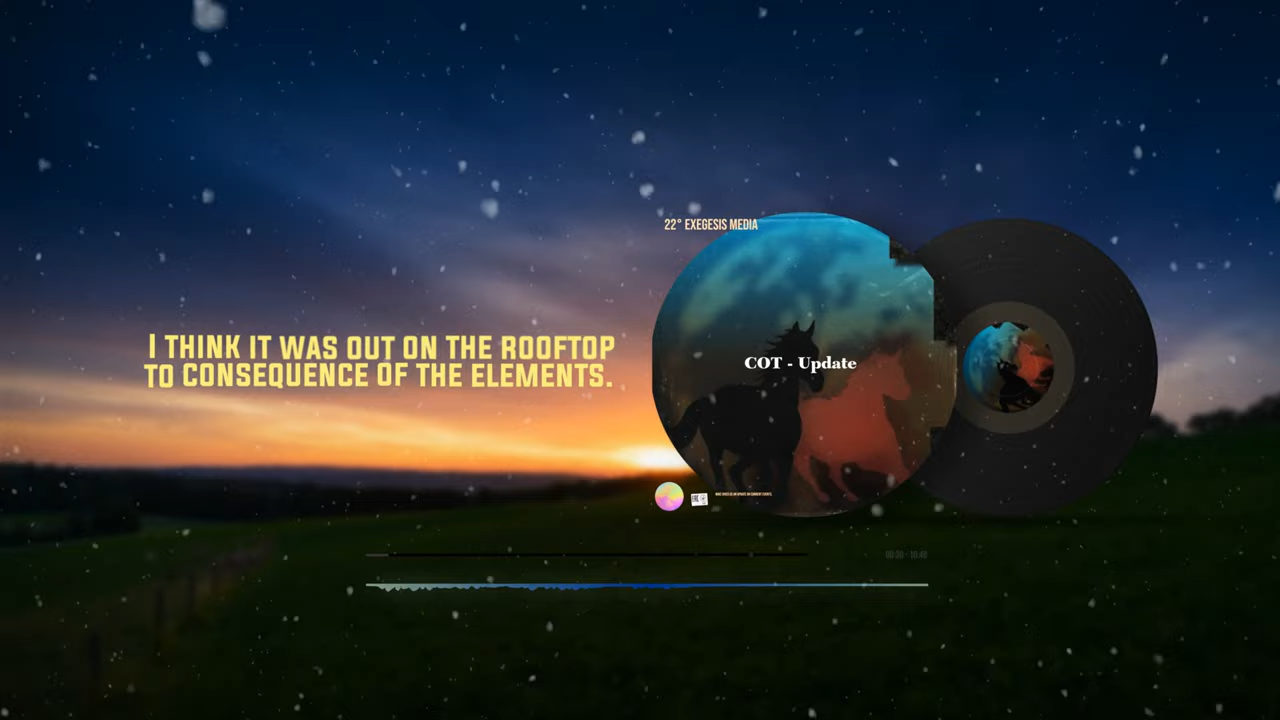 22° EXEGESIS MEDIA
I THINK IT WAS OUT ON THE ROOFTOP
TO CONSEQUENCE OF THE ELEMENTS.
COT - Update